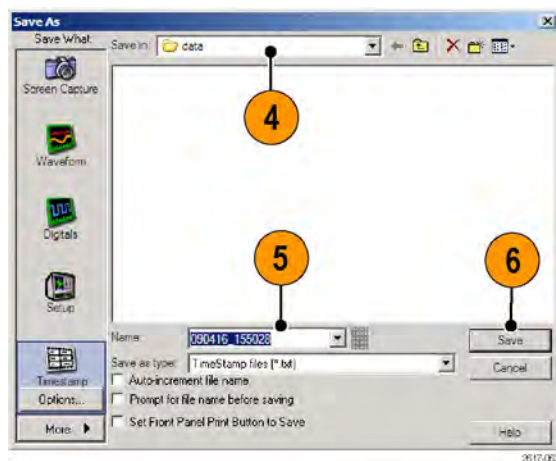 Save As
Save What:
Save in:
data
Screen Capture
4
Waveform
Digitals
5
6
Setup
Name:
090416_155028
Save
Save as type:
TimeStamp files (*.txt)
Cancel
Timestamp
Auto-increment file name
Options...
Prompt for file name before saving
More
Set Front Panel Print Button to Save
Help
2617-06